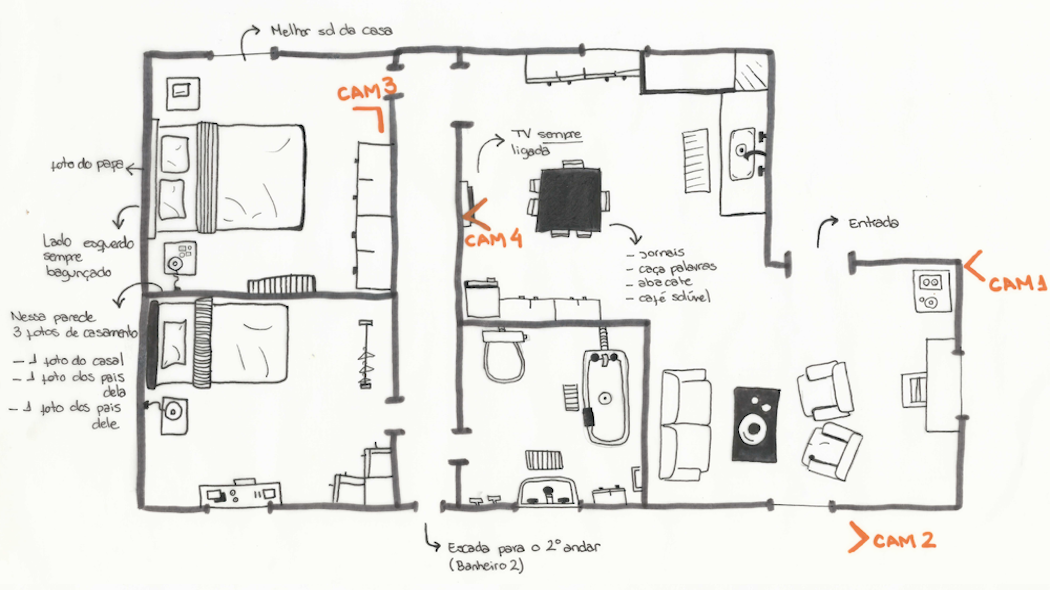 Melhor sol da casa
CAM 3
TV sempre
ligada
foto do papa
Lado esquerdo
sempre
bagunçado
CAM 4
- Jornais
- caça palavras
- abacate
- café solúvel
Entrada
CAM 1
Nessa parede
3 fotos de casamento
- 1 foto do casal
- 1 foto dos pais
dela
- 1 foto dos pais
dele
Escada para o 2º andar
(Banheiro 2)
CAM 2